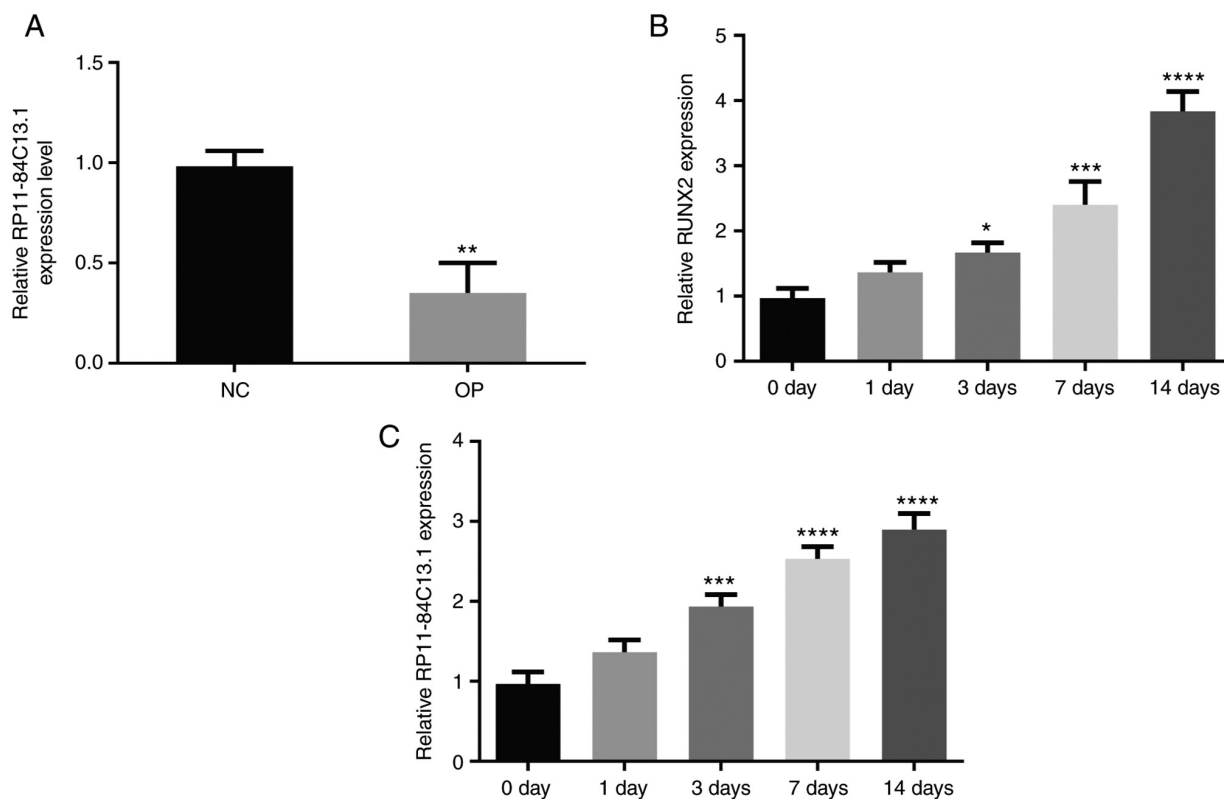 A
Relative RP11-84C13.1
expression level
1.5
1.0
0.5
0.0
**
NC
OP
B
Relative RUNX2 expression
5
4
3
2
1
0
*
***
****
0 day
1 day
3 days
7 days
14 days
C
Relative RP11-84C13.1 expression
4
3
2
1
0
***
****
****
0 day
1 day
3 days
7 days
14 days